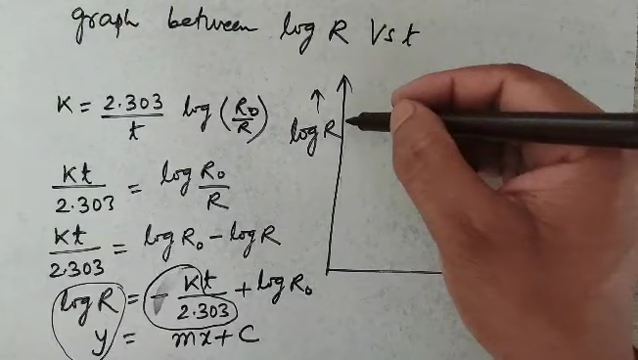 graph between log R Vs t
K = 2.303/t log (R₀/R)
Kt/2.303 = log R₀/R
Kt/2.303 = log R₀ - log R
log R = - Kt/2.303 + log R₀
y = mx + C
↑
log R